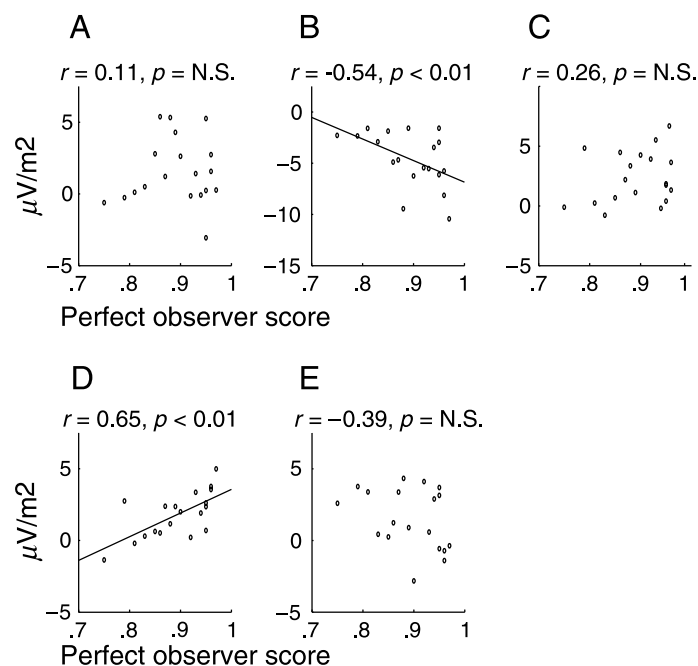 A B C
r = 0.11, p = N.S. r = -0.54, p < 0.01 r = 0.26, p = N.S.
µV/m2
5
0
−5
.7 .8 .9 1
0
−5
−10
−15
.7 .8 .9 1
5
0
−5
.7 .8 .9 1
Perfect observer score
D E
r = 0.65, p < 0.01 r = −0.39, p = N.S.
µV/m2
5
0
−5
.7 .8 .9 1
5
0
−5
.7 .8 .9 1
Perfect observer score